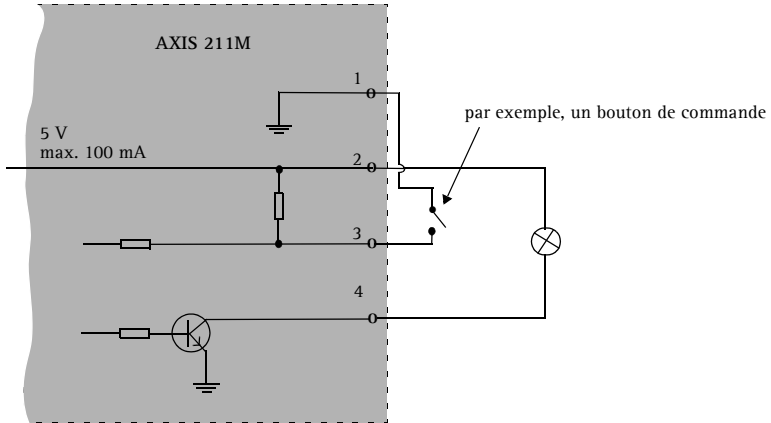 AXIS 211M
1
par exemple, un bouton de commande
5 V
max. 100 mA
2
3
4